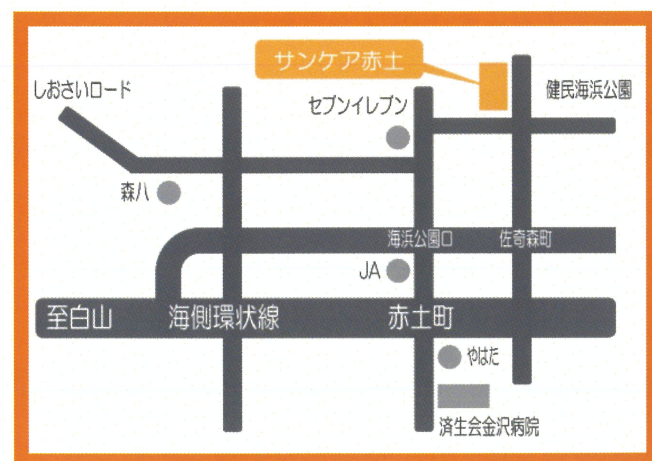 サンケア赤土
しおさいロード
セブンイレブン
健民海浜公園
森八
海浜公園口
佐奇森町
JA
至白山
海側環状線
赤土町
やはた
済生会金沢病院